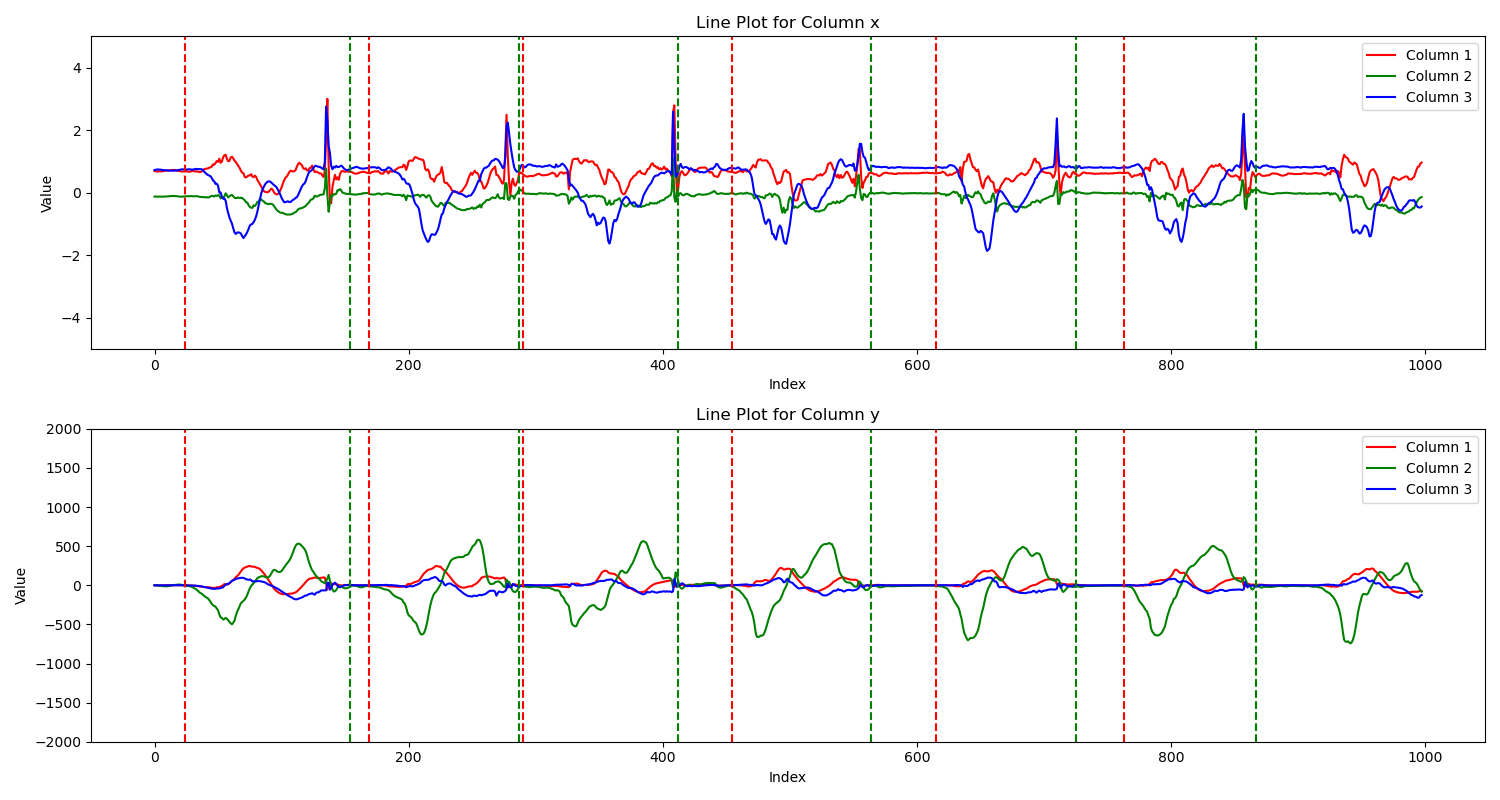 Line Plot for Column x
4
2
0
−2
−4
Value
Column 1
Column 2
Column 3
0 200 400 600 800 1000
Index
Line Plot for Column y
2000
1500
1000
500
0
−500
−1000
−1500
−2000
Value
Column 1
Column 2
Column 3
0 200 400 600 800 1000
Index